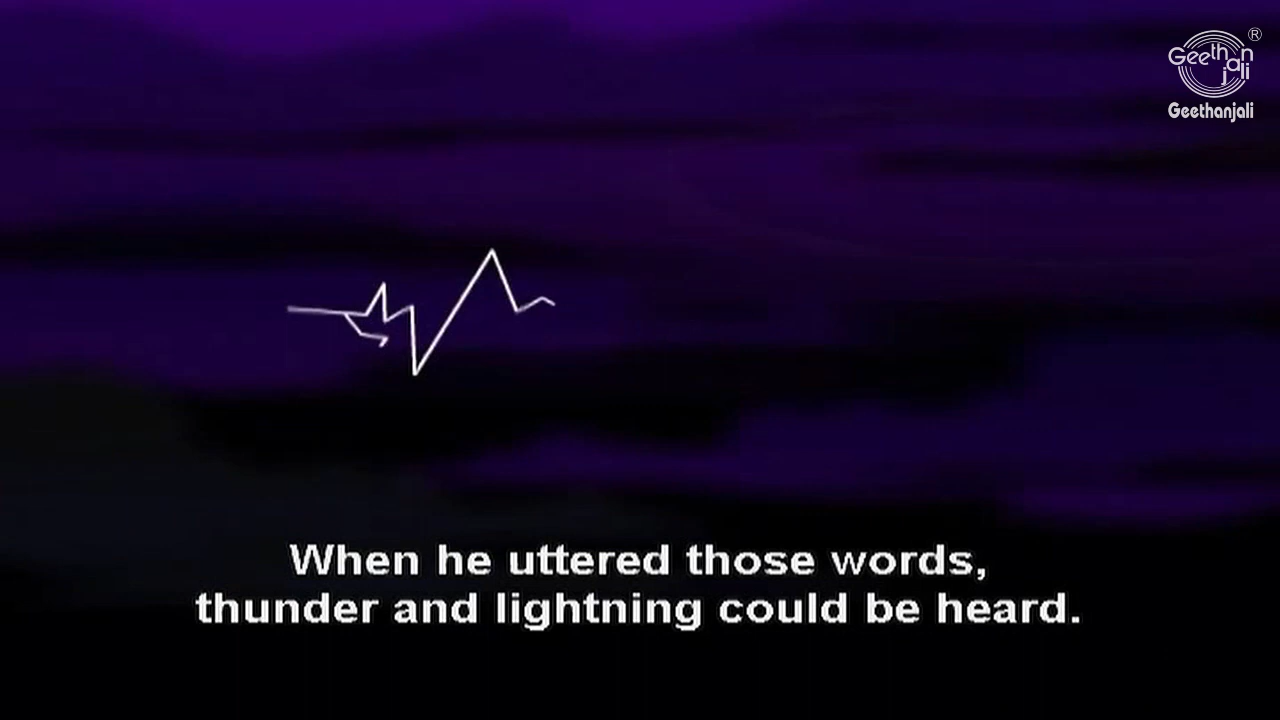 Geethanjali
®
Geethanjali
When he uttered those words,
thunder and lightning could be heard.